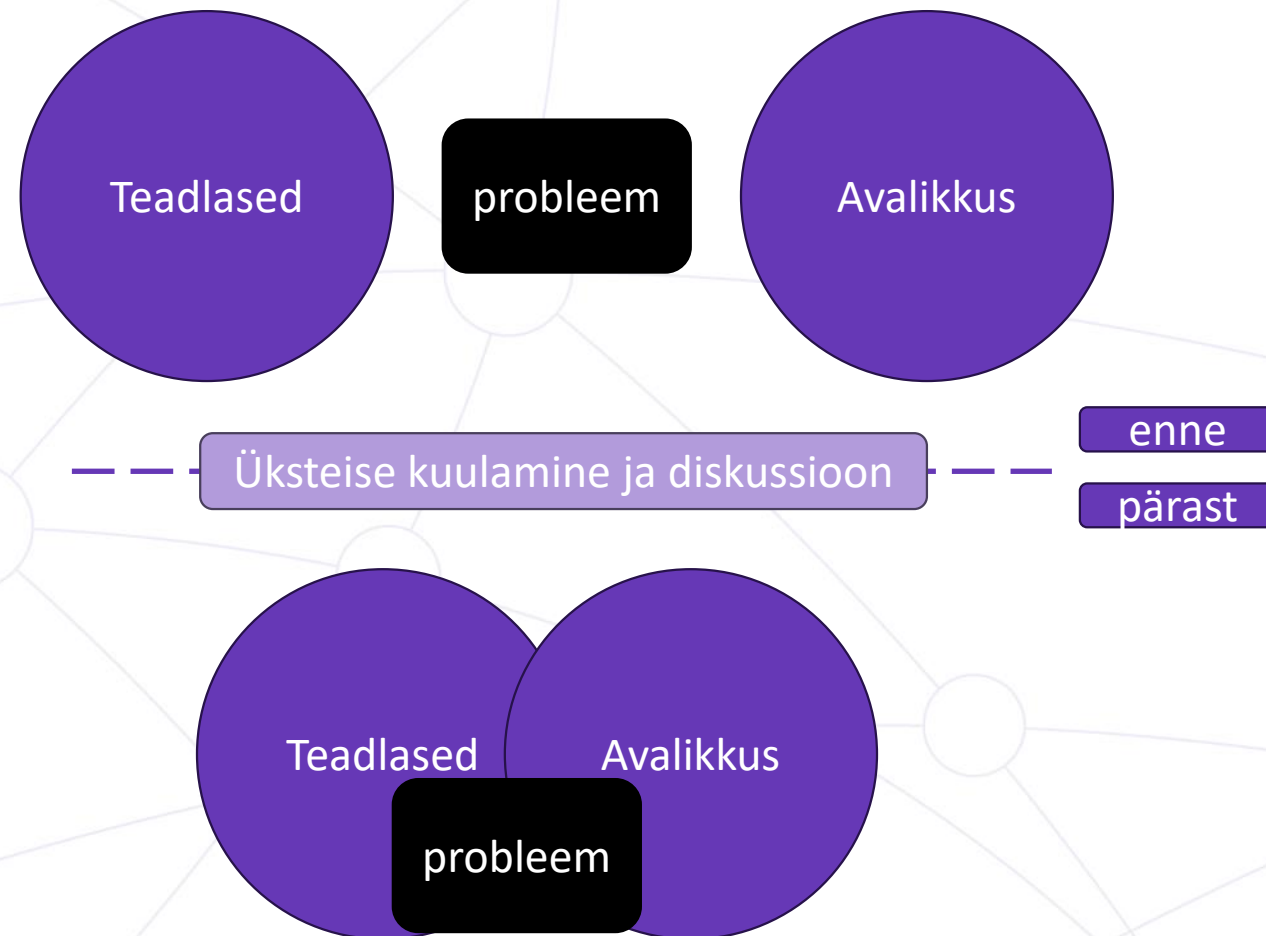 Teadlased
probleem
Avalikkus
enne
Üksteise kuulamine ja diskussioon
pärast
Teadlased
Avalikkus
probleem